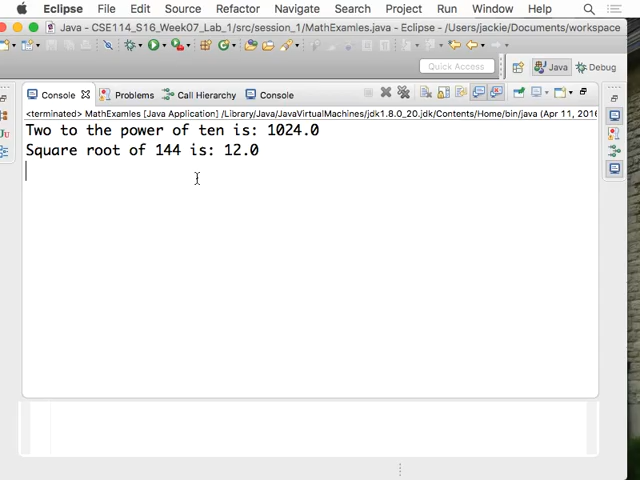 Eclipse File Edit Source Refactor Navigate Search Project Run Window Help
Java - CSE114_S16_Week07_Lab_1/src/session_1/MathExamles.java - Eclipse - /Users/jackie/Documents/workspace
Quick Access
Java
Debug
Console
Problems
Call Hierarchy
Console
<terminated> MathExamles [Java Application] /Library/Java/JavaVirtualMachines/jdk1.8.0_20.jdk/Contents/Home/bin/java (Apr 11, 2016
Two to the power of ten is: 1024.0
Square root of 144 is: 12.0